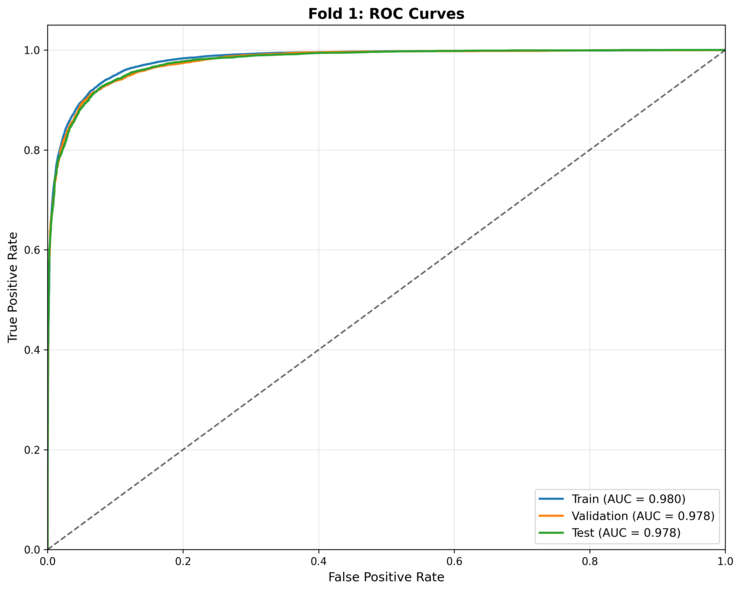 Fold 1: ROC Curves
True Positive Rate
1.0
0.8
0.6
0.4
0.2
0.0
0.0 0.2 0.4 0.6 0.8 1.0
False Positive Rate
Train (AUC = 0.980)
Validation (AUC = 0.978)
Test (AUC = 0.978)